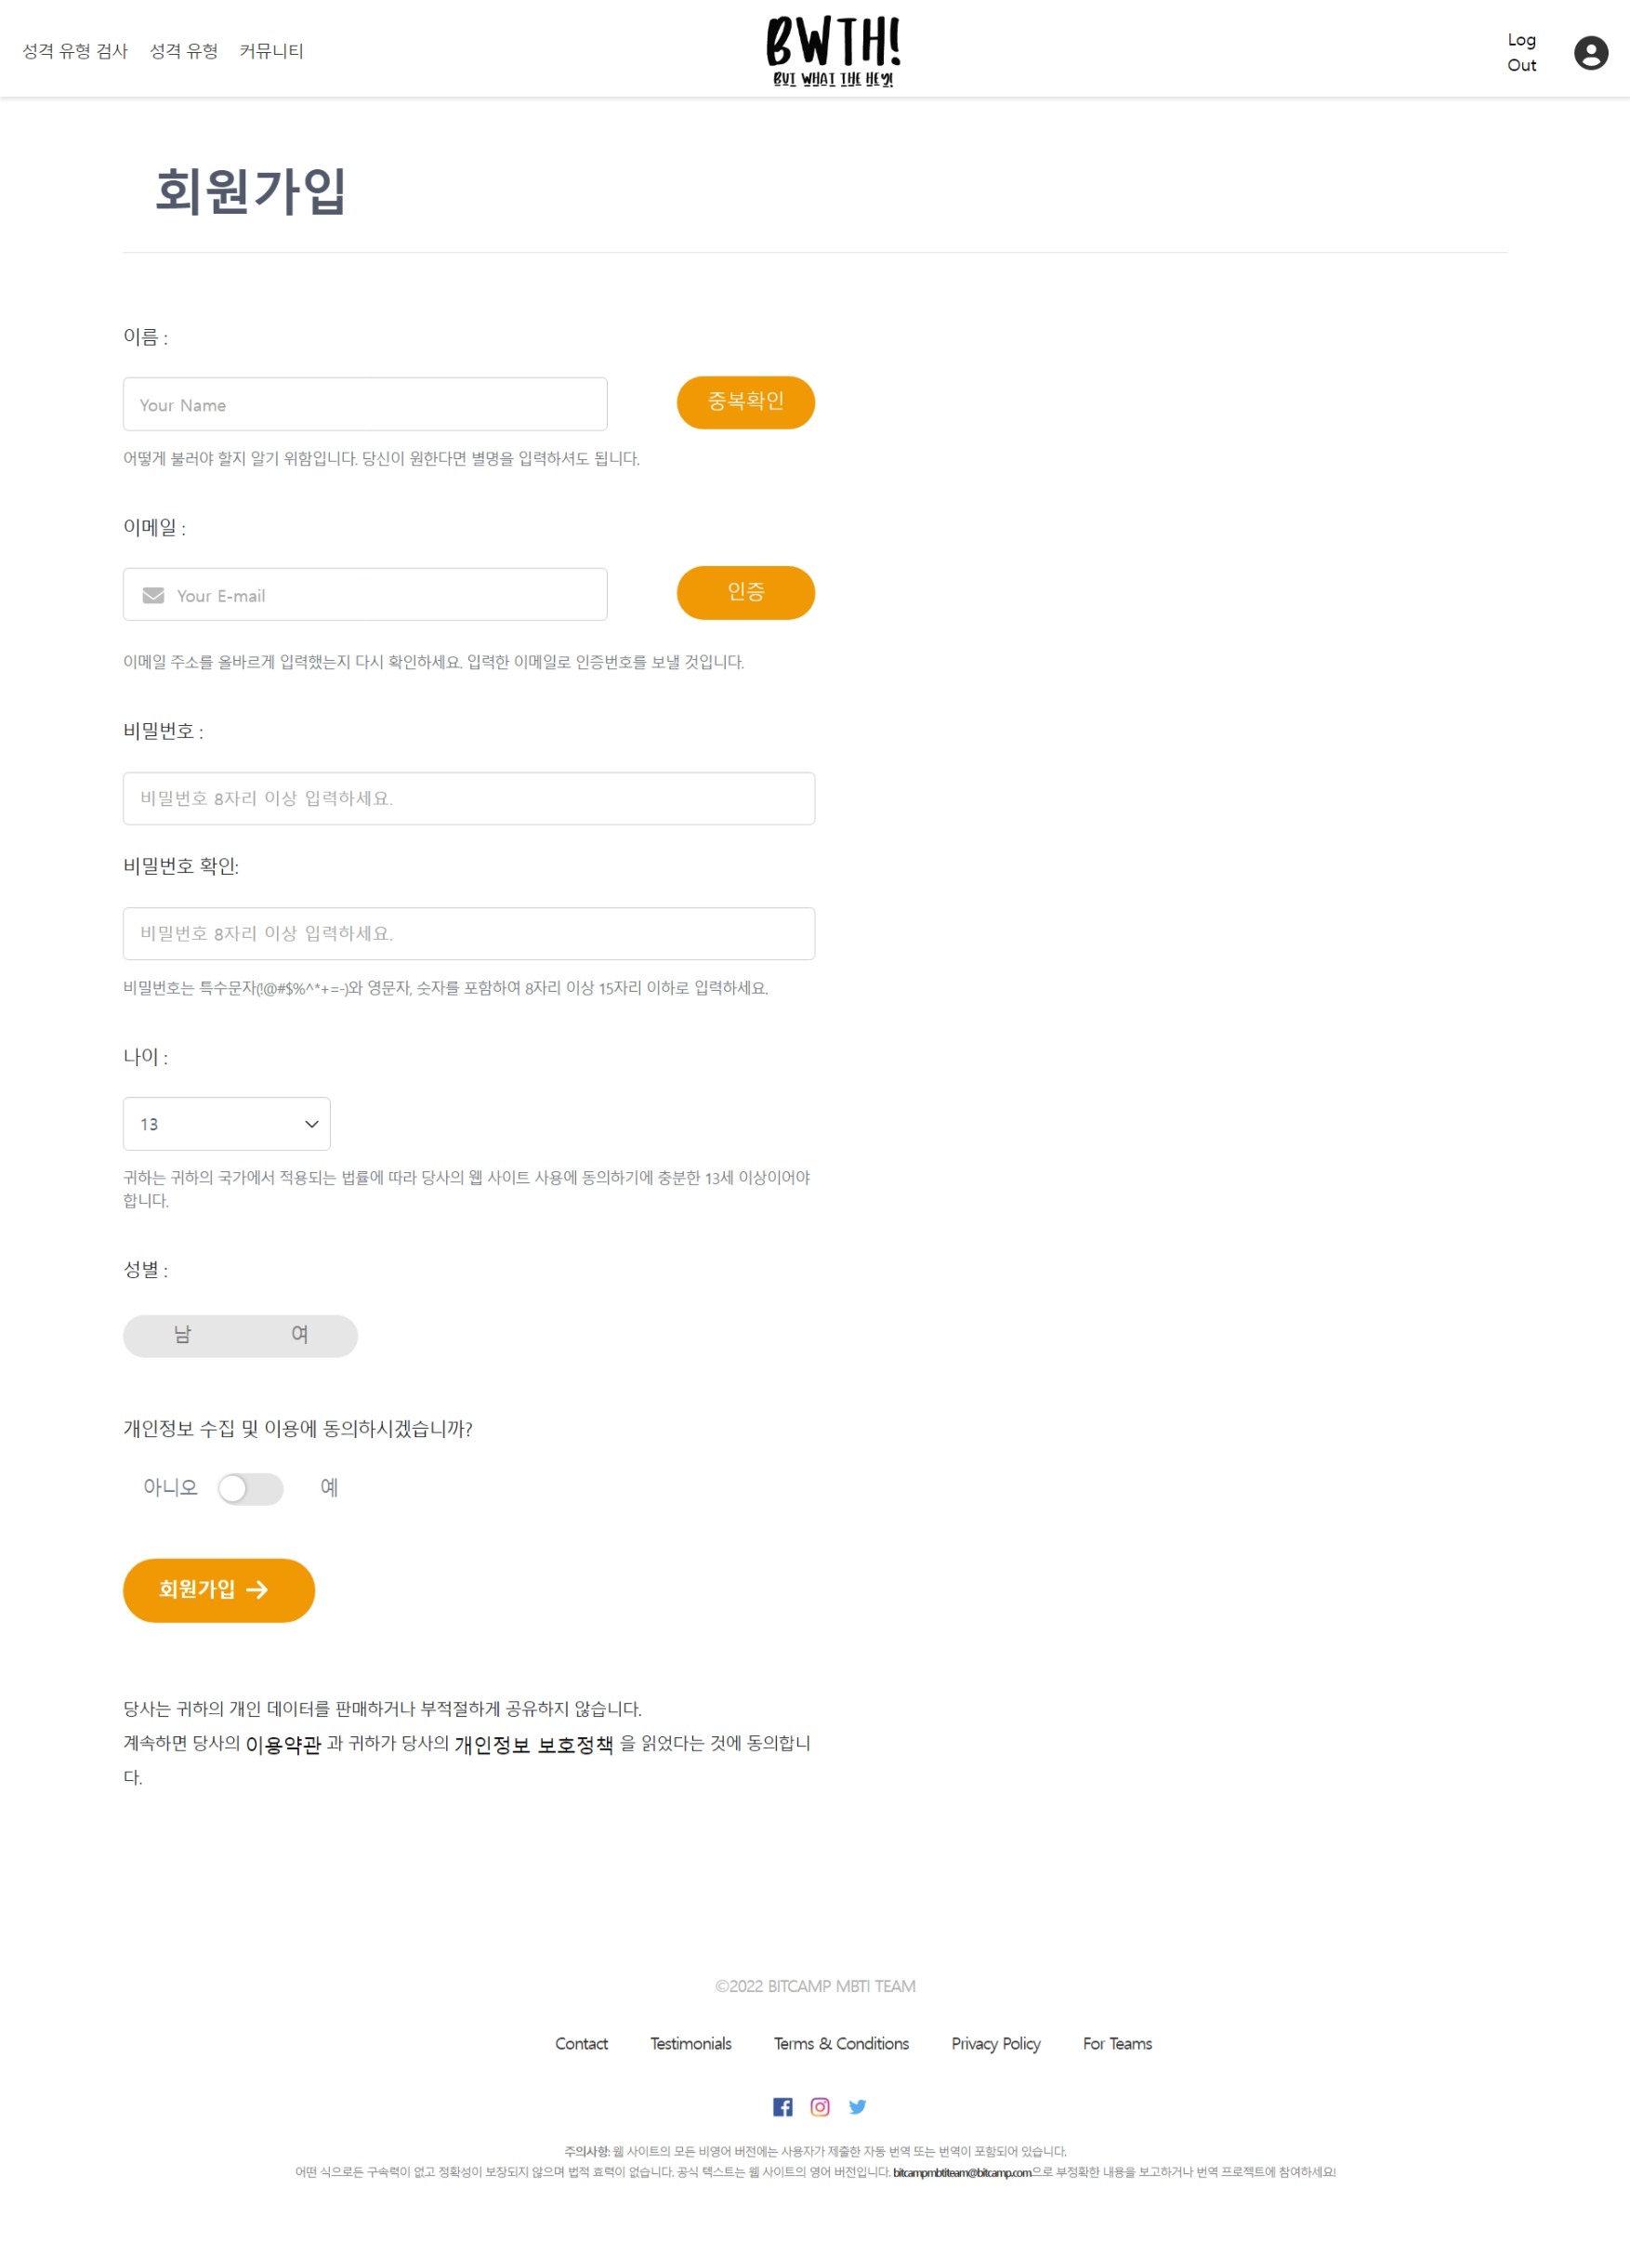 성격 유형 검사 성격 유형 커뮤니티
BWTH!
BUT WHAT THE HEY!
Log
Out
회원가입
이름 :
Your Name
중복확인
어떻게 불러야 할지 알기 위함입니다. 당신이 원한다면 별명을 입력하셔도 됩니다.
이메일 :
Your E-mail
인증
이메일 주소를 올바르게 입력했는지 다시 확인하세요. 입력한 이메일로 인증번호를 보낼 것입니다.
비밀번호 :
비밀번호 8자리 이상 입력하세요.
비밀번호 확인:
비밀번호 8자리 이상 입력하세요.
비밀번호는 특수문자(!@#$%^*+=-)와 영문자, 숫자를 포함하여 8자리 이상 15자리 이하로 입력하세요.
나이 :
13
귀하는 귀하의 국가에서 적용되는 법률에 따라 당사의 웹 사이트 사용에 동의하기에 충분한 13세 이상이어야
합니다.
성별 :
남 여
개인정보 수집 및 이용에 동의하시겠습니까?
아니오 예
회원가입
당사는 귀하의 개인 데이터를 판매하거나 부적절하게 공유하지 않습니다.
계속하면 당사의 이용약관 과 귀하가 당사의 개인정보 보호정책 을 읽었다는 것에 동의합니
다.
©2022 BITCAMP MBTI TEAM
Contact Testimonials Terms & Conditions Privacy Policy For Teams
주의사항: 웹 사이트의 모든 비영어 버전에는 사용자가 제출한 자동 번역 또는 번역이 포함되어 있습니다.
어떤 식으로든 구속력이 없고 정확성이 보장되지 않으며 법적 효력이 없습니다. 공식 텍스트는 웹 사이트의 영어 버전입니다. bitcampmbtiteam@bitcamp.com으로 부정확한 내용을 보고하거나 번역 프로젝트에 참여하세요!